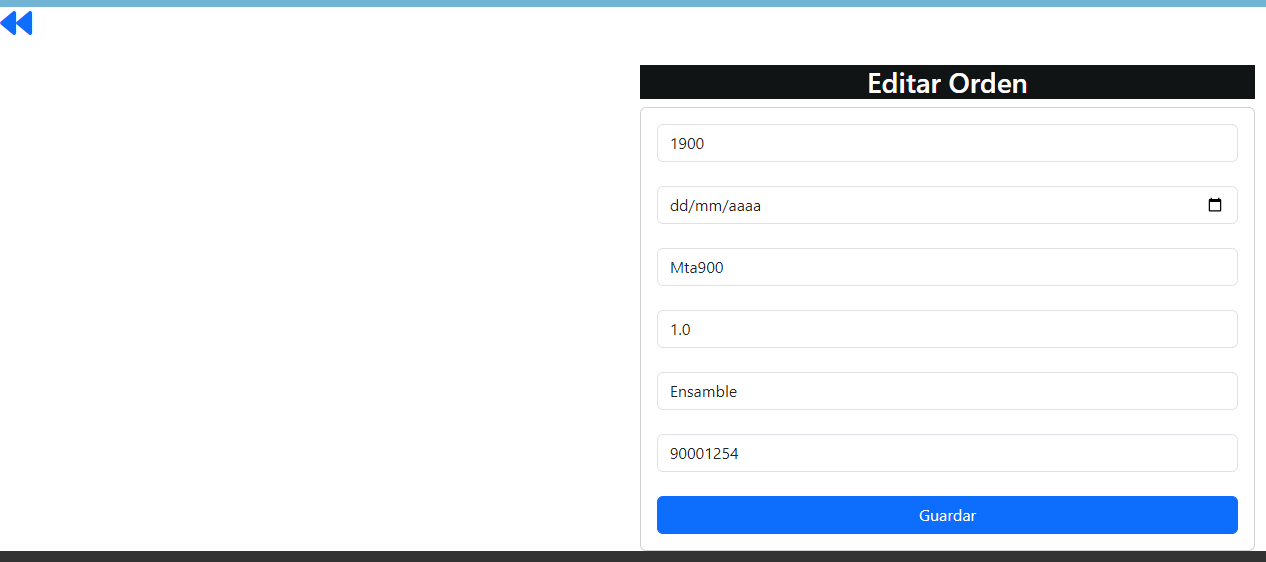 Editar Orden
1900
dd/mm/aaaa
Mta900
1.0
Ensamble
90001254
Guardar